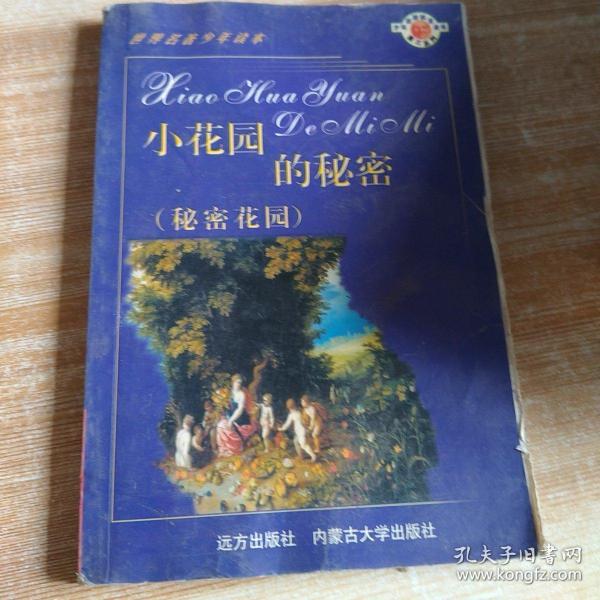 世界名著少年读本
Xiao Hua Yuan
De Mi Mi
小花园
的秘密
(秘密花园)
远方出版社 内蒙古大学出版社
孔夫子旧书网
www.kongfz.com